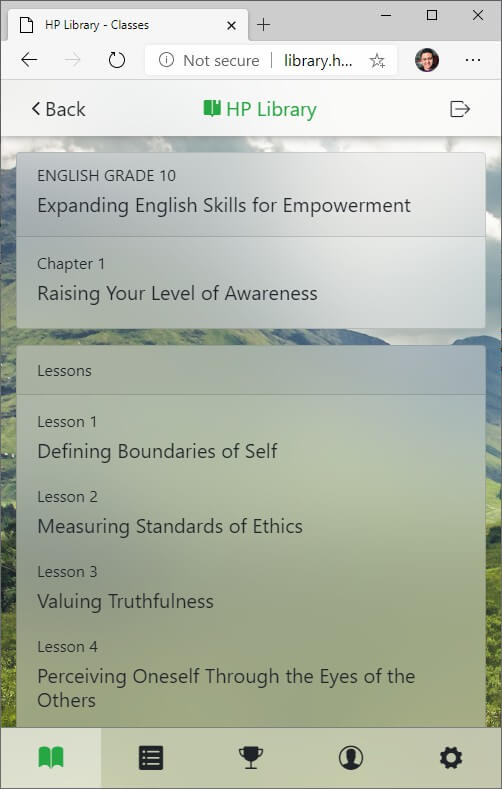 HP Library - Classes
Not secure
library.h...
Back
HP Library
ENGLISH GRADE 10
Expanding English Skills for Empowerment
Chapter 1
Raising Your Level of Awareness
Lessons
Lesson 1
Defining Boundaries of Self
Lesson 2
Measuring Standards of Ethics
Lesson 3
Valuing Truthfulness
Lesson 4
Perceiving Oneself Through the Eyes of the
Others